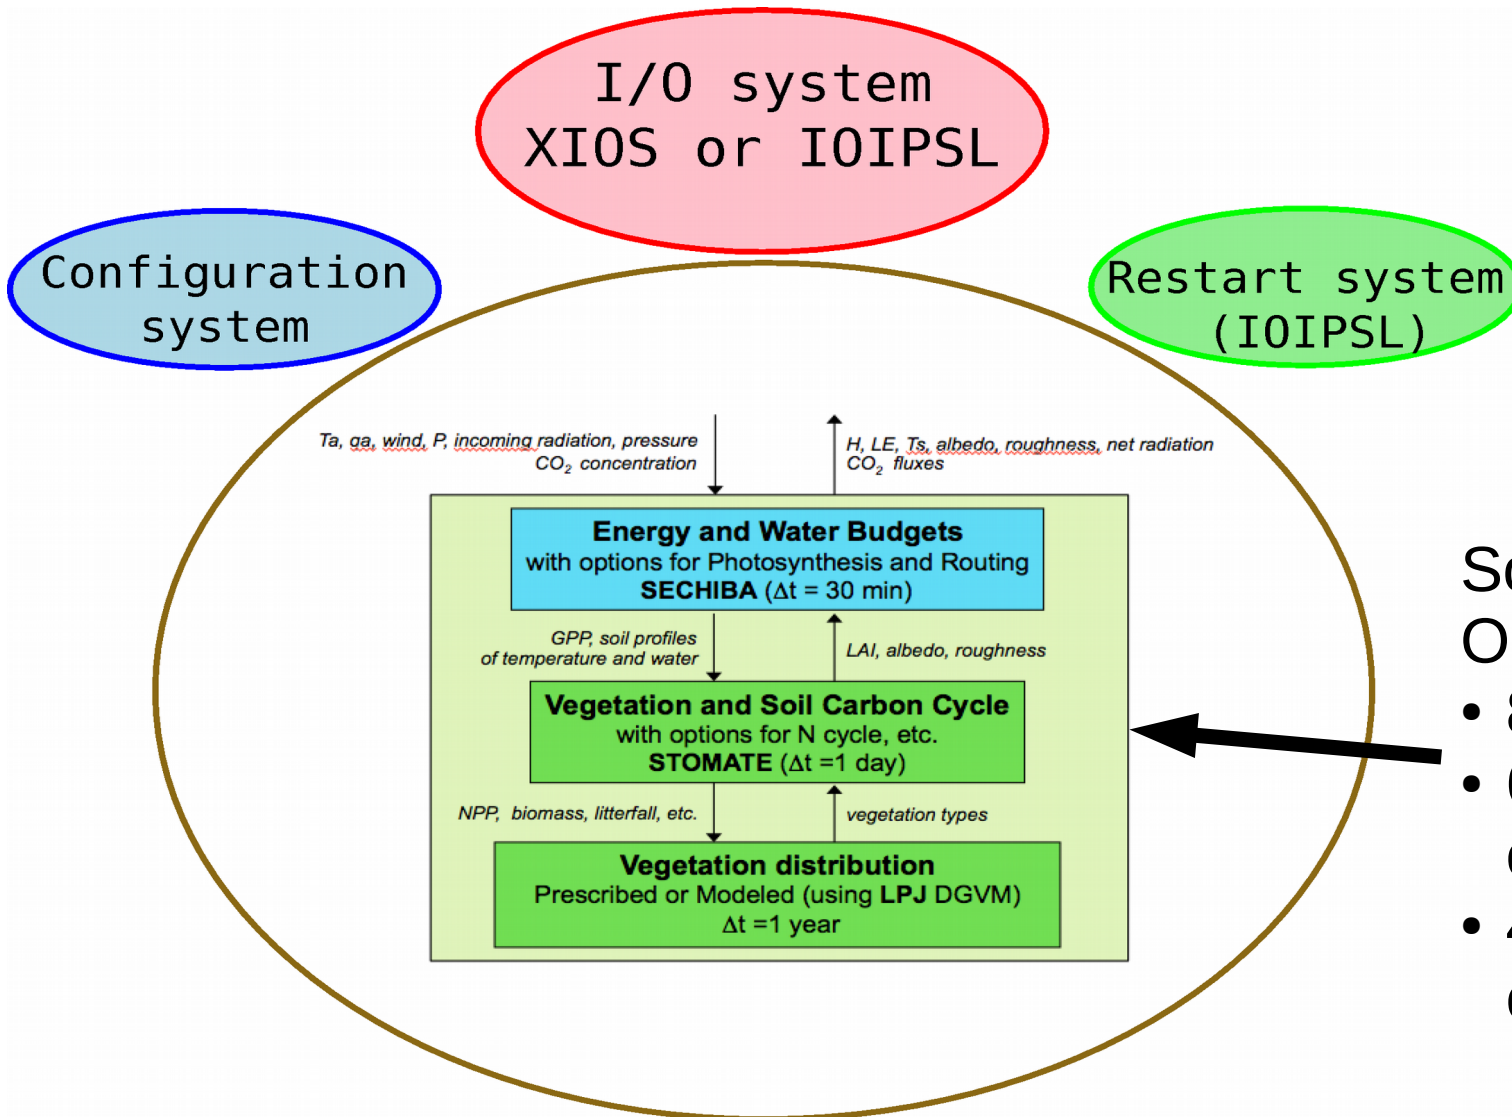 I/O system
XIOS or IOIPSL
Configuration
system
Restart system
(IOIPSL)
Ta, qa, wind, P, incoming radiation, pressure
CO₂ concentration
H, LE, Ts, albedo, roughness, net radiation
CO₂ fluxes
Energy and Water Budgets
with options for Photosynthesis and Routing
SECHIBA (Δt = 30 min)
GPP, soil profiles
of temperature and water
LAI, albedo, roughness
Vegetation and Soil Carbon Cycle
with options for N cycle, etc.
STOMATE (Δt =1 day)
NPP, biomass, litterfall, etc.
vegetation types
Vegetation distribution
Prescribed or Modeled (using LPJ DGVM)
Δt =1 year